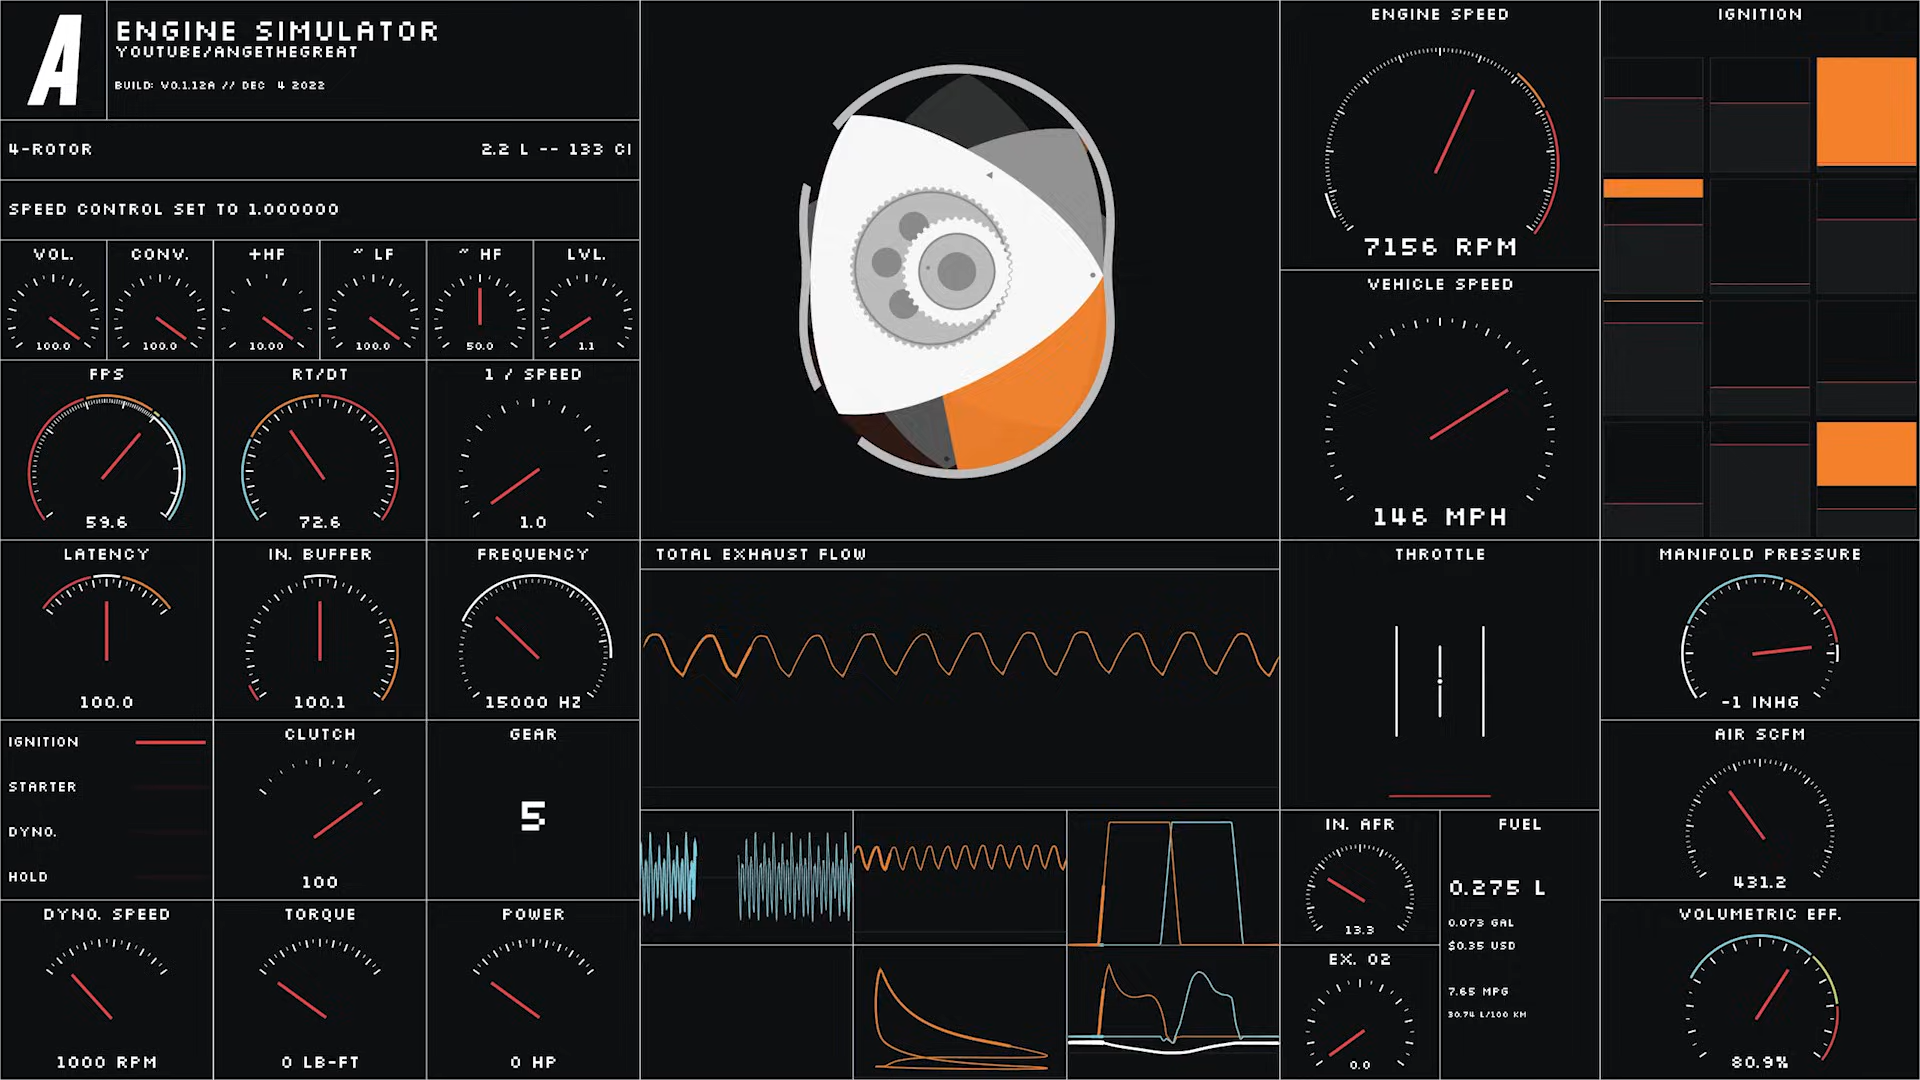 A
ENGINE SIMULATOR
YOUTUBE/ANGETHEGREAT
BUILD: V0.1.12A // DEC 4 2022
4-ROTOR
2.2 L -- 133 CI
SPEED CONTROL SET TO 1.000000
VOL.
100.0
CONV.
100.0
+HF
10.00
~ LF
100.0
~ HF
50.0
LVL.
1.1
FPS
59.6
RT/DT
72.6
1 / SPEED
1.0
LATENCY
100.0
IN. BUFFER
100.1
FREQUENCY
15000 HZ
IGNITION
STARTER
DYNO.
HOLD
CLUTCH
100
GEAR
5
DYNO. SPEED
1000 RPM
TORQUE
0 LB-FT
POWER
0 HP
TOTAL EXHAUST FLOW
ENGINE SPEED
7156 RPM
VEHICLE SPEED
146 MPH
THROTTLE
IN. AFR
13.3
EX. O2
0.0
FUEL
0.275 L
0.073 GAL
$0.35 USD
7.65 MPG
30.74 L/100 KM
IGNITION
MANIFOLD PRESSURE
-1 INHG
AIR SCFM
431.2
VOLUMETRIC EFF.
80.9%